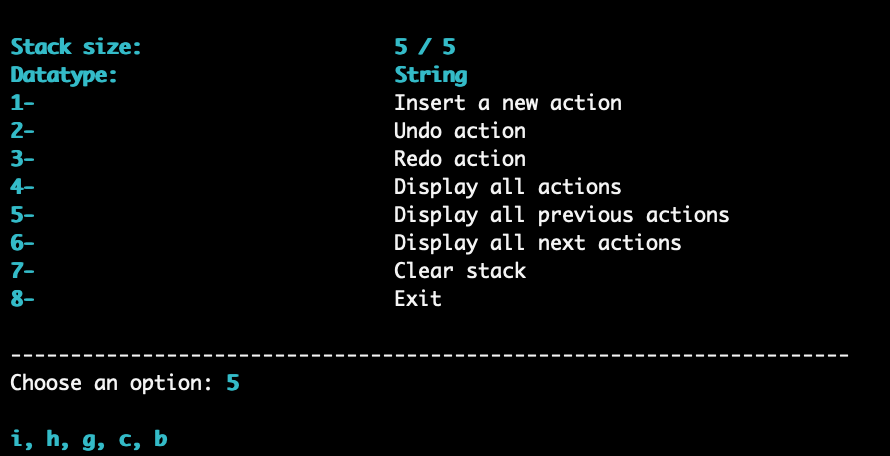 Stack size: 5 / 5
Datatype: String
1- Insert a new action
2- Undo action
3- Redo action
4- Display all actions
5- Display all previous actions
6- Display all next actions
7- Clear stack
8- Exit
----------------------------------------------------------------------
Choose an option: 5
i, h, g, c, b